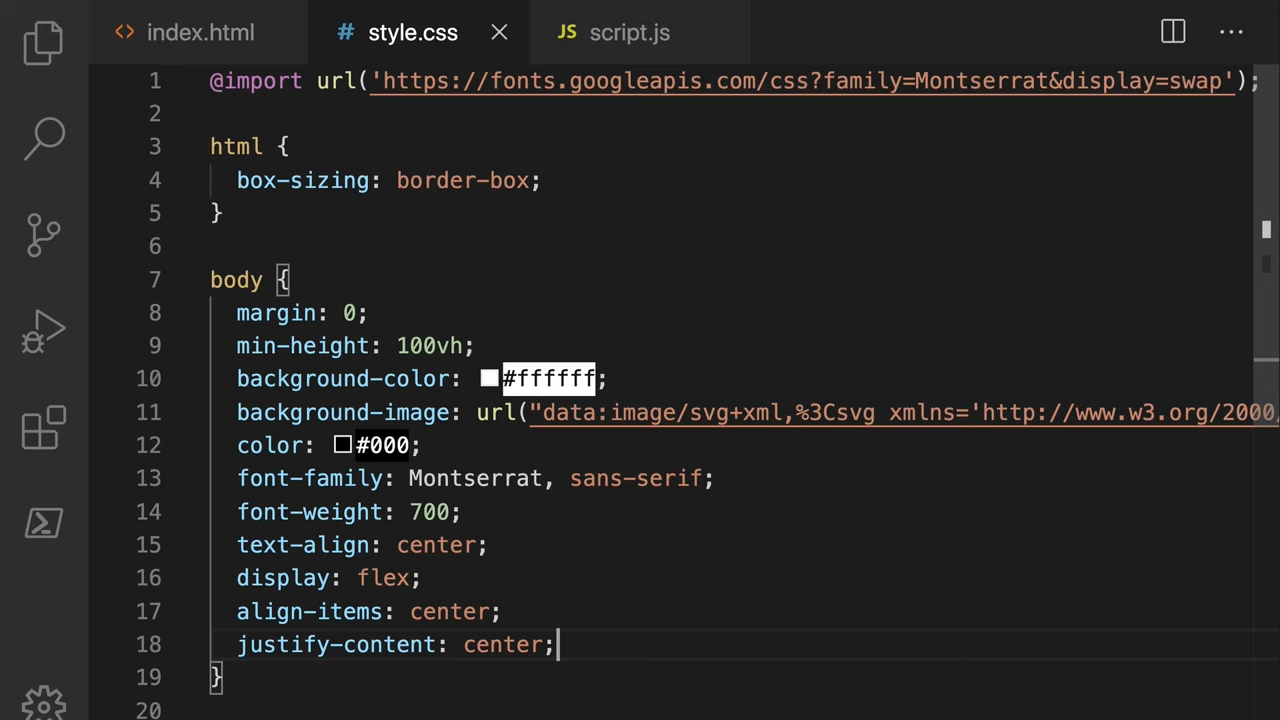 index.html
# style.css
JS script.js
1 @import url('https://fonts.googleapis.com/css?family=Montserrat&display=swap');
2
3 html {
4 box-sizing: border-box;
5 }
6
7 body {
8 margin: 0;
9 min-height: 100vh;
10 background-color: #ffffff;
11 background-image: url("data:image/svg+xml,%3Csvg xmlns='http://www.w3.org/2000,
12 color: #000;
13 font-family: Montserrat, sans-serif;
14 font-weight: 700;
15 text-align: center;
16 display: flex;
17 align-items: center;
18 justify-content: center;
19 }
20